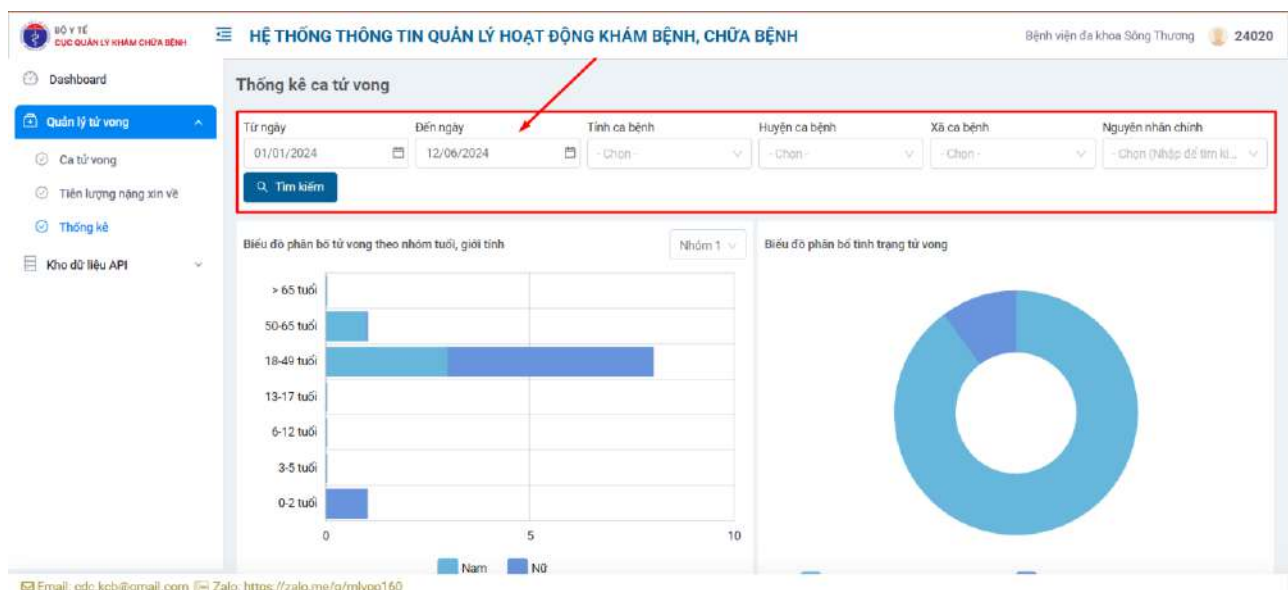 BỘ Y TẾ
CỤC QUẢN LÝ KHÁM CHỮA BỆNH
HỆ THỐNG THÔNG TIN QUẢN LÝ HOẠT ĐỘNG KHÁM BỆNH, CHỮA BỆNH
Bệnh viện đa khoa Sông Thương
24020
Dashboard
Quản lý tử vong
Ca tử vong
Tiên lượng nặng xin về
Thống kê
Kho dữ liệu API
Thống kê ca tử vong
Từ ngày
Đến ngày
Tỉnh ca bệnh
Huyện ca bệnh
Xã ca bệnh
Nguyên nhân chính
01/01/2024
12/06/2024
- Chọn -
- Chọn -
- Chọn -
- Chọn (Nhập để tìm ki...
Tìm kiếm
Biểu đồ phân bố tử vong theo nhóm tuổi, giới tính
Nhóm 1
> 65 tuổi
50-65 tuổi
18-49 tuổi
13-17 tuổi
6-12 tuổi
3-5 tuổi
0-2 tuổi
0 5 10
Nam Nữ
Biểu đồ phân bố tình trạng tử vong
Email: cdc.kcb@gmail.com Zalo: https://zalo.me/g/